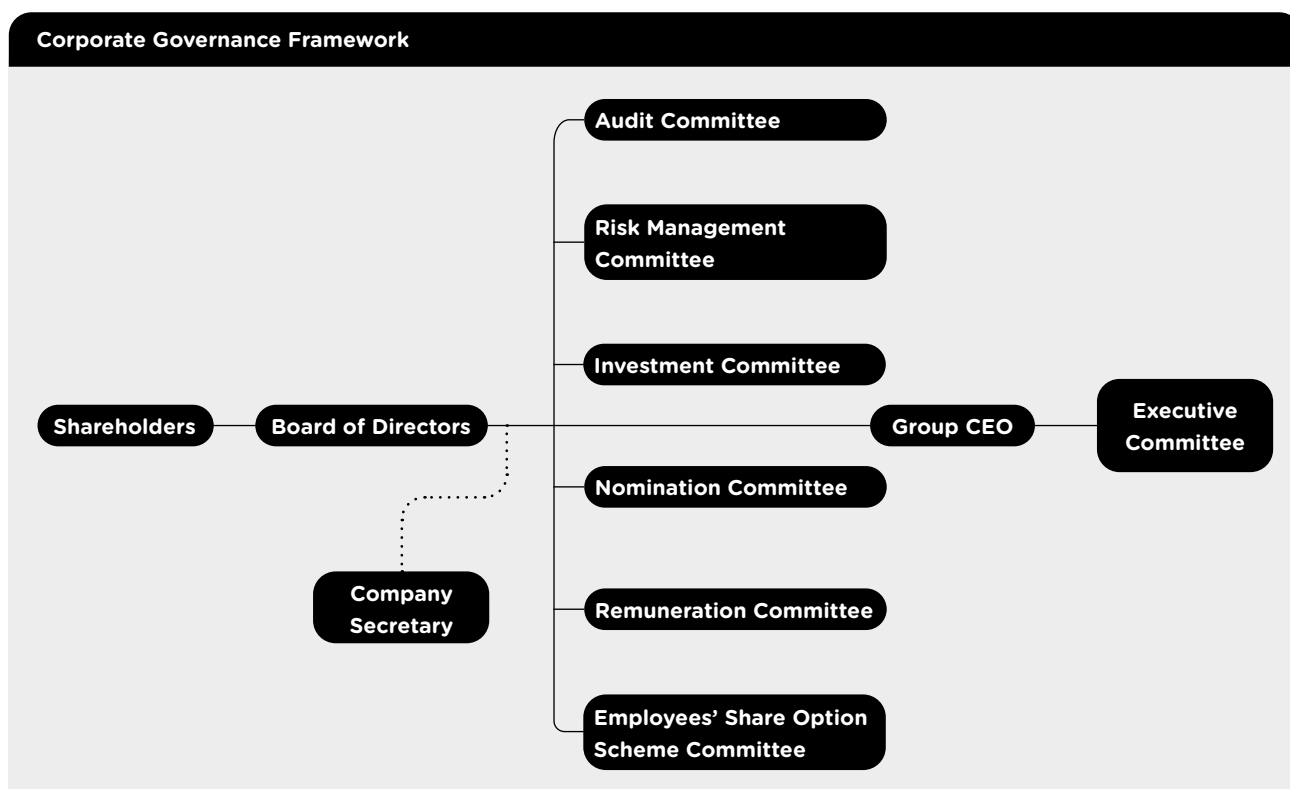 Corporate Governance Framework
Audit Committee
Risk Management
Committee
Investment Committee
Shareholders
Board of Directors
Group CEO
Executive
Committee
Nomination Committee
Company
Secretary
Remuneration Committee
Employees’ Share Option
Scheme Committee